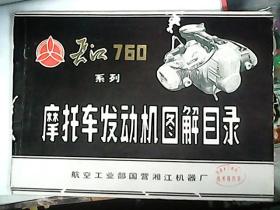 长江 760
系列
摩托车发动机图解目录
航空工业部国营湘江机器厂